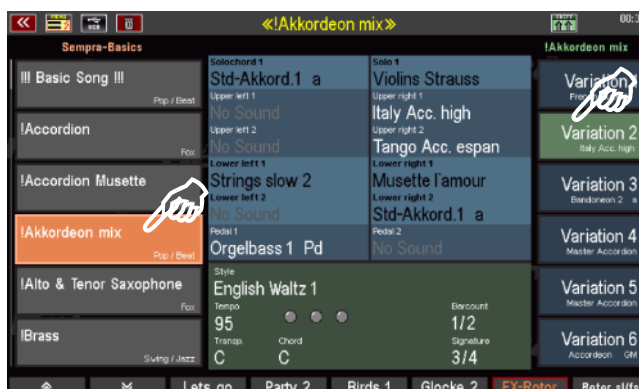 «!Akkordeon mix»
00:3
Sempra-Basics
!Akkordeon mix
!!! Basic Song !!!
Pop / Beat
!Accordion
Fox
!Accordion Musette
!Akkordeon mix
Pop / Beat
!Alto & Tenor Saxophone
Fox
!Brass
Swing / Jazz
Solochord 1
Std-Akkord.1 a
Upper left 1
No Sound
Upper left 2
No Sound
Lower left 1
Strings slow 2
Lower left 2
No Sound
Pedal 1
Orgelbass 1 Pd
Solo 1
Violins Strauss
Upper right 1
Italy Acc. high
Upper right 2
Tango Acc. espan
Lower right 1
Musette l'amour
Lower right 2
Std-Akkord.1 a
Pedal 2
No Sound
Style
English Waltz 1
Tempo
95
Barcount
1/2
Transp.
C
Chord
C
Signature
3/4
Variation
Variation 2
Italy Acc. high
Variation 3
Bandoneon 2 a
Variation 4
Master Accordion
Variation 5
Master Accordion
Variation 6
Accordeon GM
Lets go
Party 2
Birds 1
Glocke 2
FX-Rotor
Rotor sl/fs